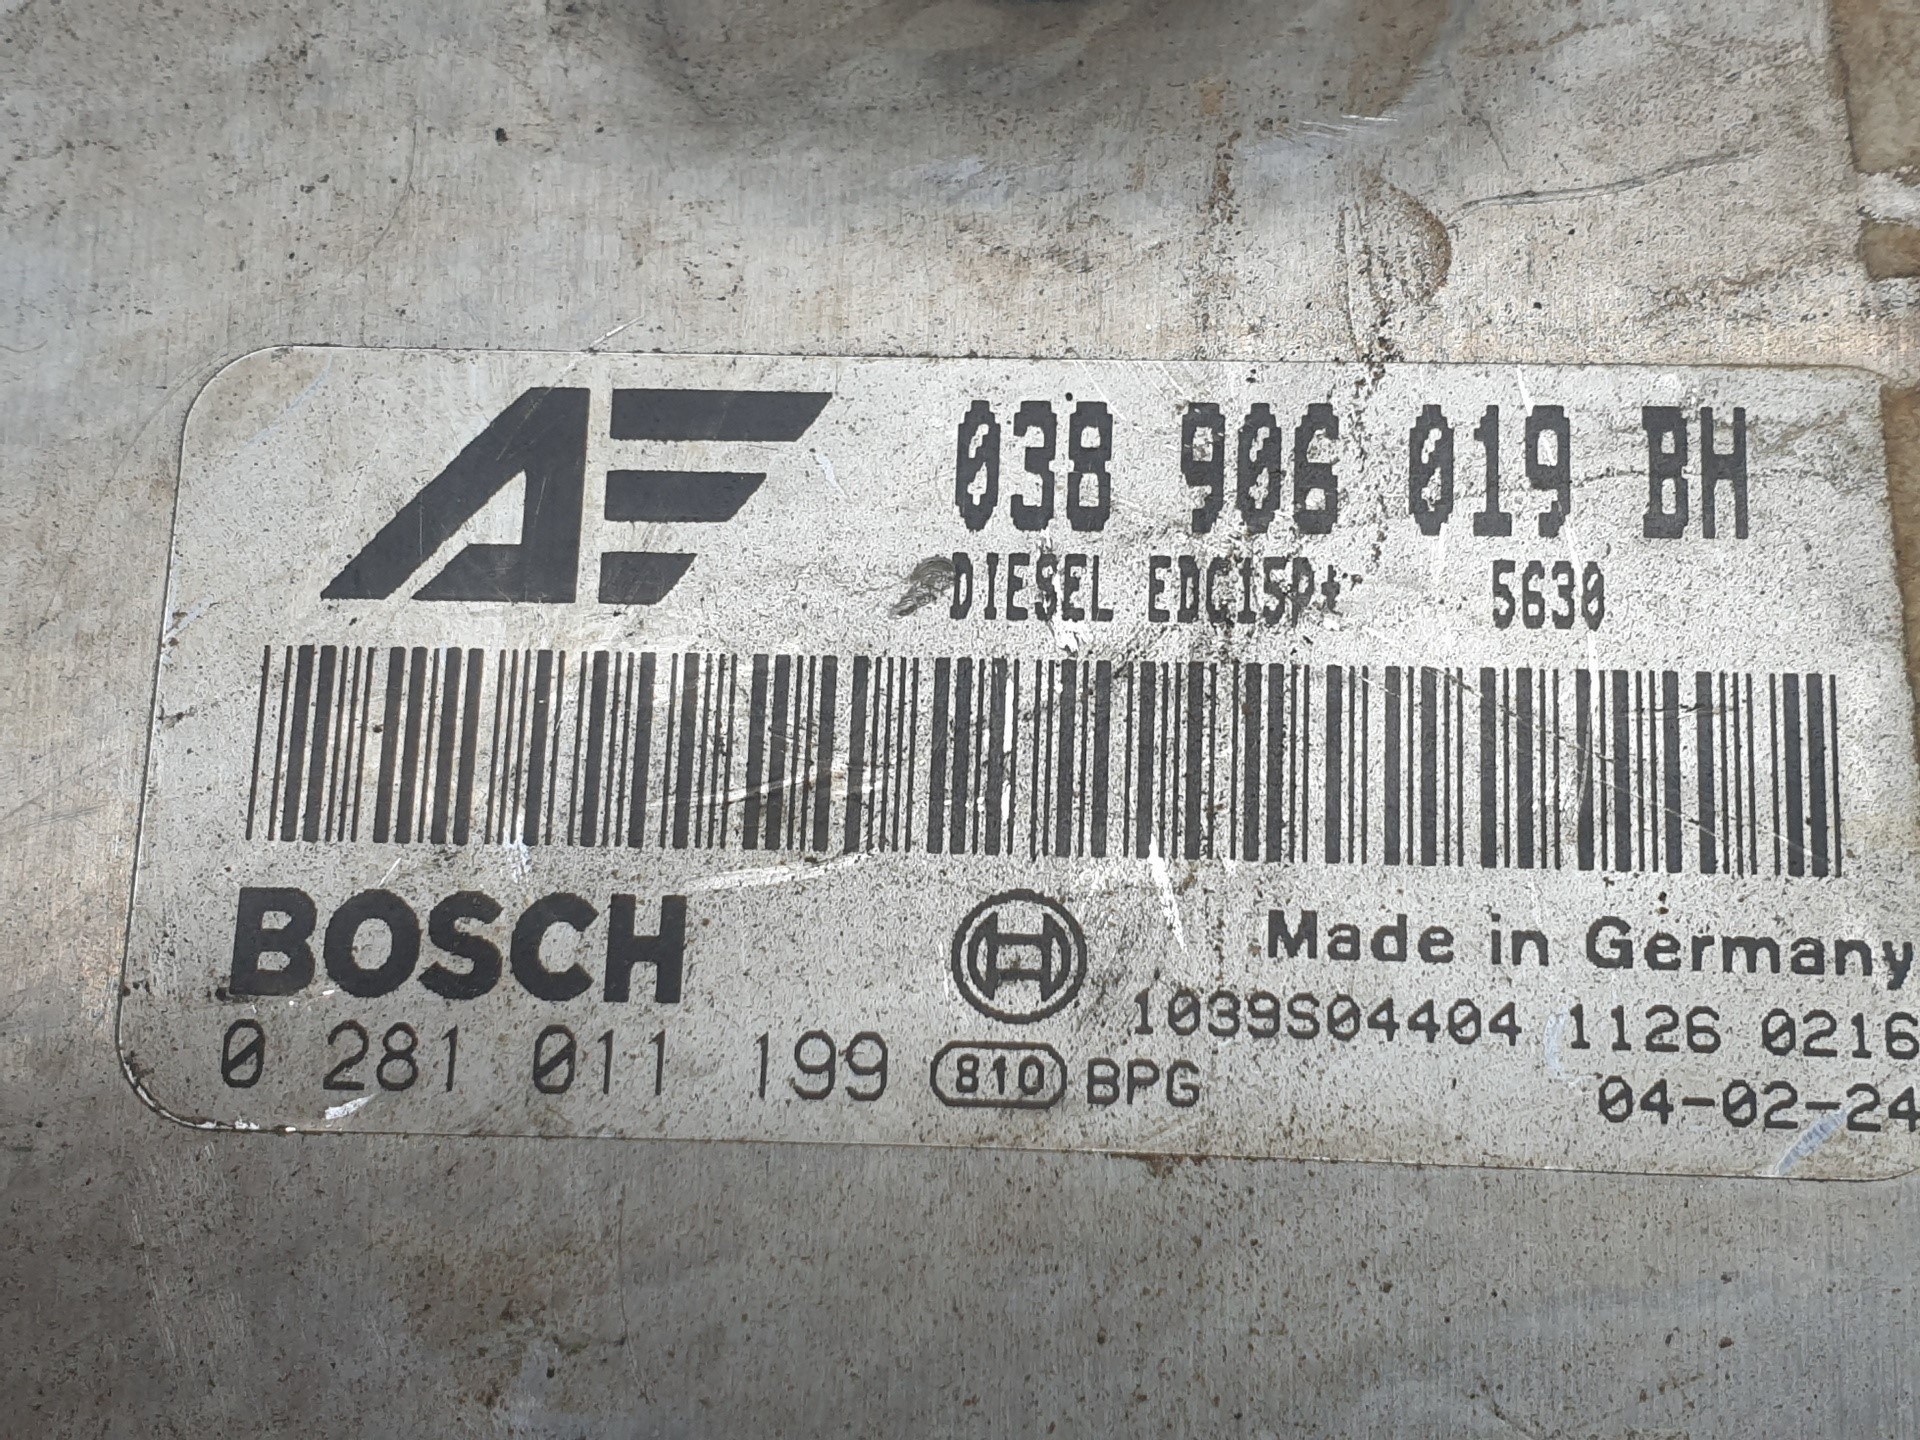 AF 038 906 019 BH
DIESEL EDC15P+ 5630
BOSCH Made in Germany
1039S04404 1126 0216
0 281 011 199 810 BPG
04-02-24